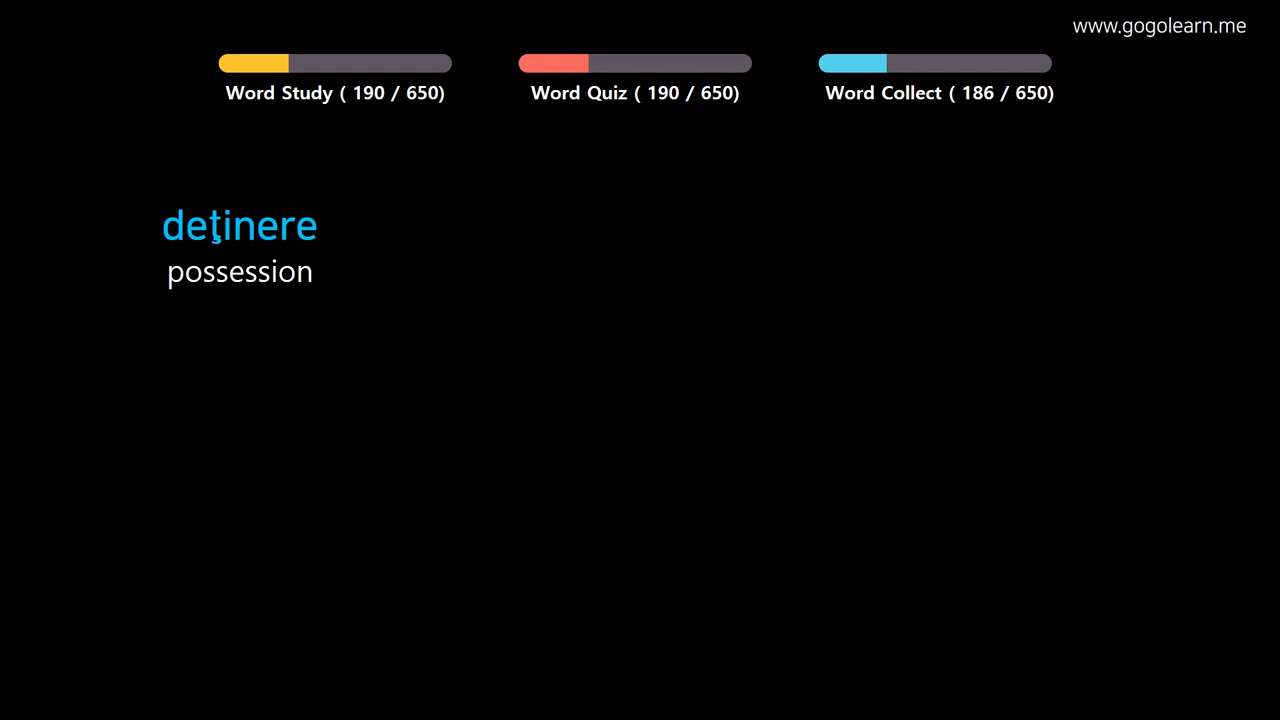 www.gogolearn.me
Word Study ( 190 / 650)
Word Quiz ( 190 / 650)
Word Collect ( 186 / 650)
deţinere
possession